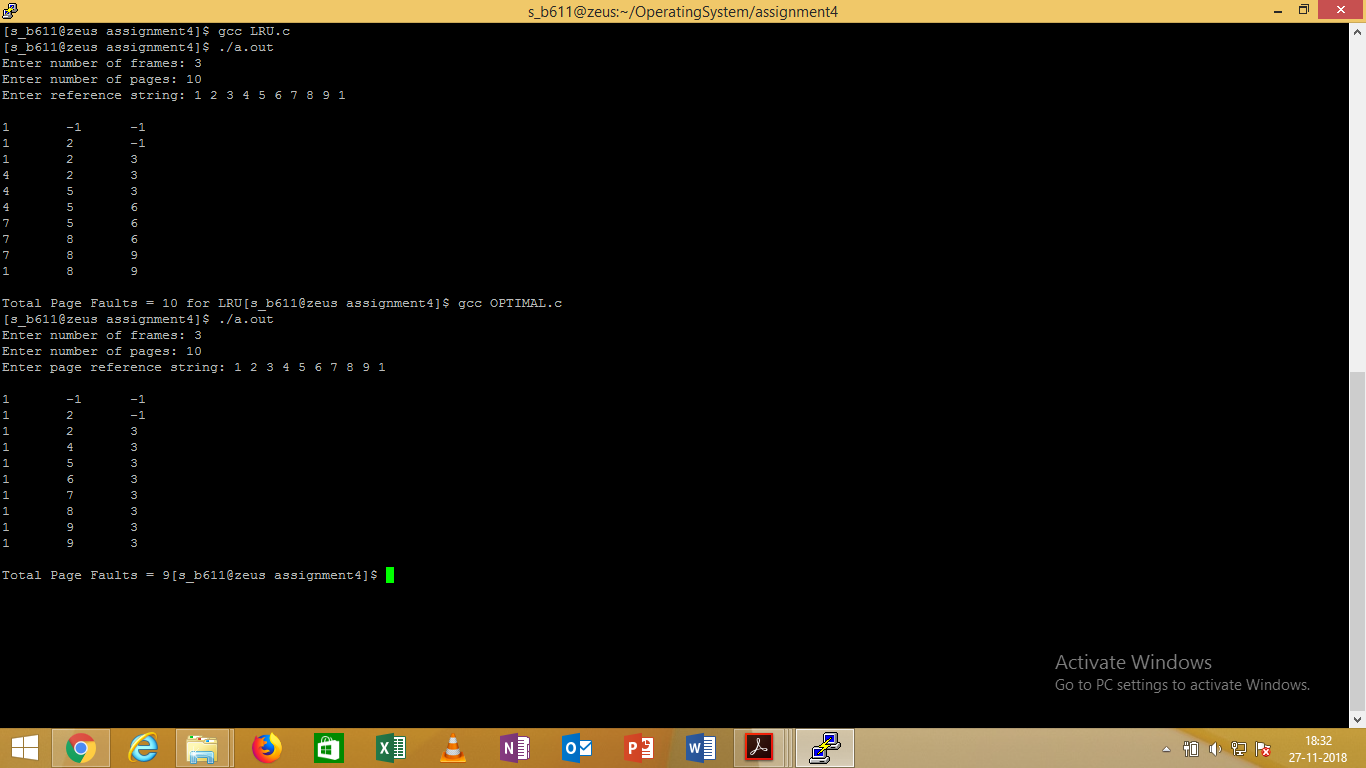 s_b611@zeus:~/OperatingSystem/assignment4
[s_b611@zeus assignment4]$ gcc LRU.c
[s_b611@zeus assignment4]$ ./a.out
Enter number of frames: 3
Enter number of pages: 10
Enter reference string: 1 2 3 4 5 6 7 8 9 1
1 -1 -1
1 2 -1
1 2 3
4 2 3
4 5 3
4 5 6
7 5 6
7 8 6
7 8 9
1 8 9
Total Page Faults = 10 for LRU[s_b611@zeus assignment4]$ gcc OPTIMAL.c
[s_b611@zeus assignment4]$ ./a.out
Enter number of frames: 3
Enter number of pages: 10
Enter page reference string: 1 2 3 4 5 6 7 8 9 1
1 -1 -1
1 2 -1
1 2 3
1 4 3
1 5 3
1 6 3
1 7 3
1 8 3
1 9 3
1 9 3
Total Page Faults = 9[s_b611@zeus assignment4]$
Activate Windows
Go to PC settings to activate Windows.
18:32
27-11-2018